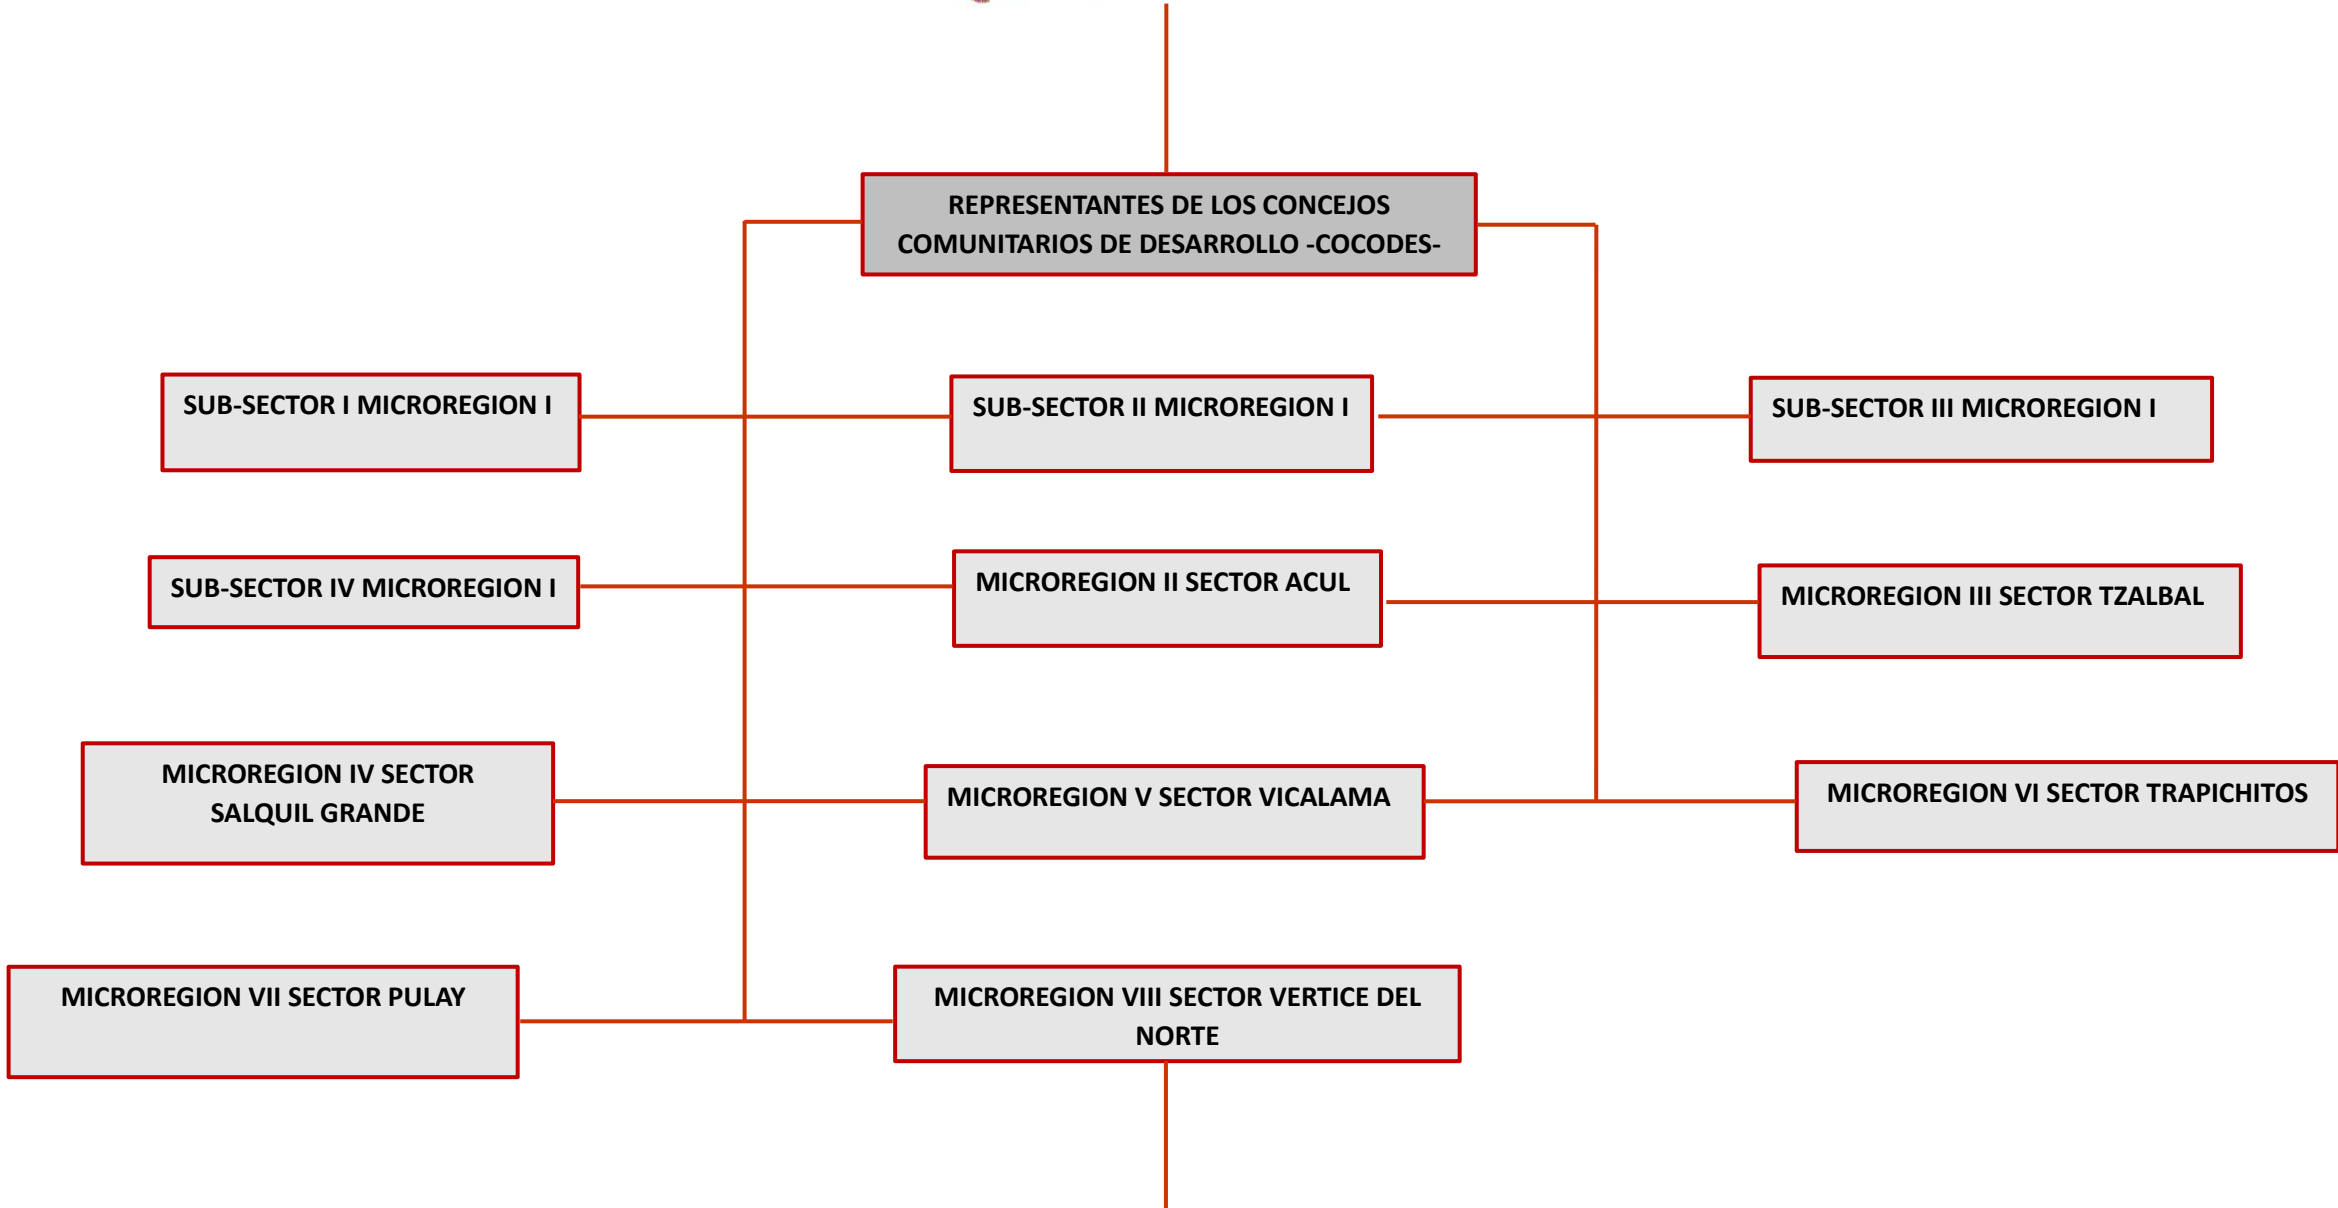 REPRESENTANTES DE LOS CONCEJOS
COMUNITARIOS DE DESARROLLO -COCODES-
SUB-SECTOR I MICROREGION I
SUB-SECTOR II MICROREGION I
SUB-SECTOR III MICROREGION I
SUB-SECTOR IV MICROREGION I
MICROREGION II SECTOR ACUL
MICROREGION III SECTOR TZALBAL
MICROREGION IV SECTOR
SALQUIL GRANDE
MICROREGION V SECTOR VICALAMA
MICROREGION VI SECTOR TRAPICHITOS
MICROREGION VII SECTOR PULAY
MICROREGION VIII SECTOR VERTICE DEL
NORTE